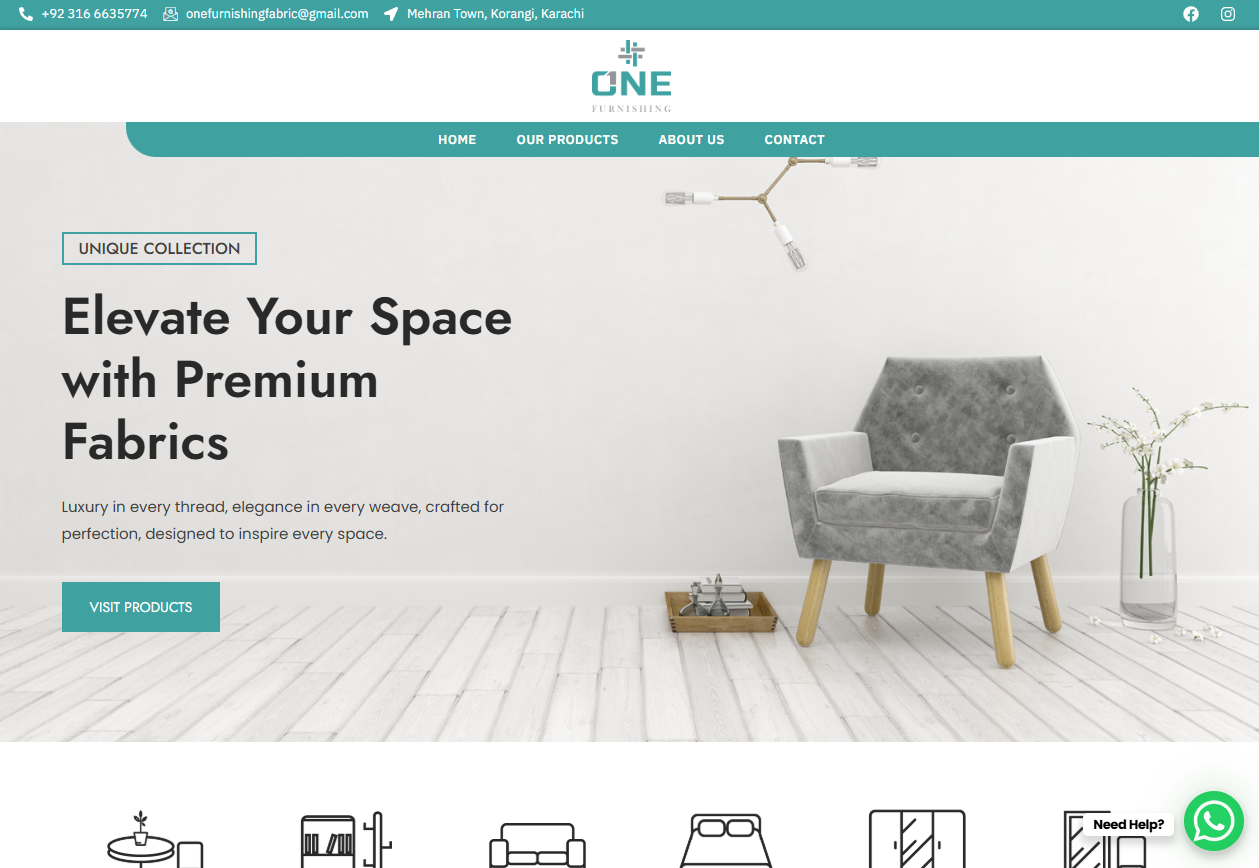 +92 316 6635774 onefurnishingfabric@gmail.com Mehran Town, Korangi, Karachi
ONE
FURNISHING
HOME OUR PRODUCTS ABOUT US CONTACT
UNIQUE COLLECTION
Elevate Your Space
with Premium
Fabrics
Luxury in every thread, elegance in every weave, crafted for
perfection, designed to inspire every space.
VISIT PRODUCTS
Need Help?